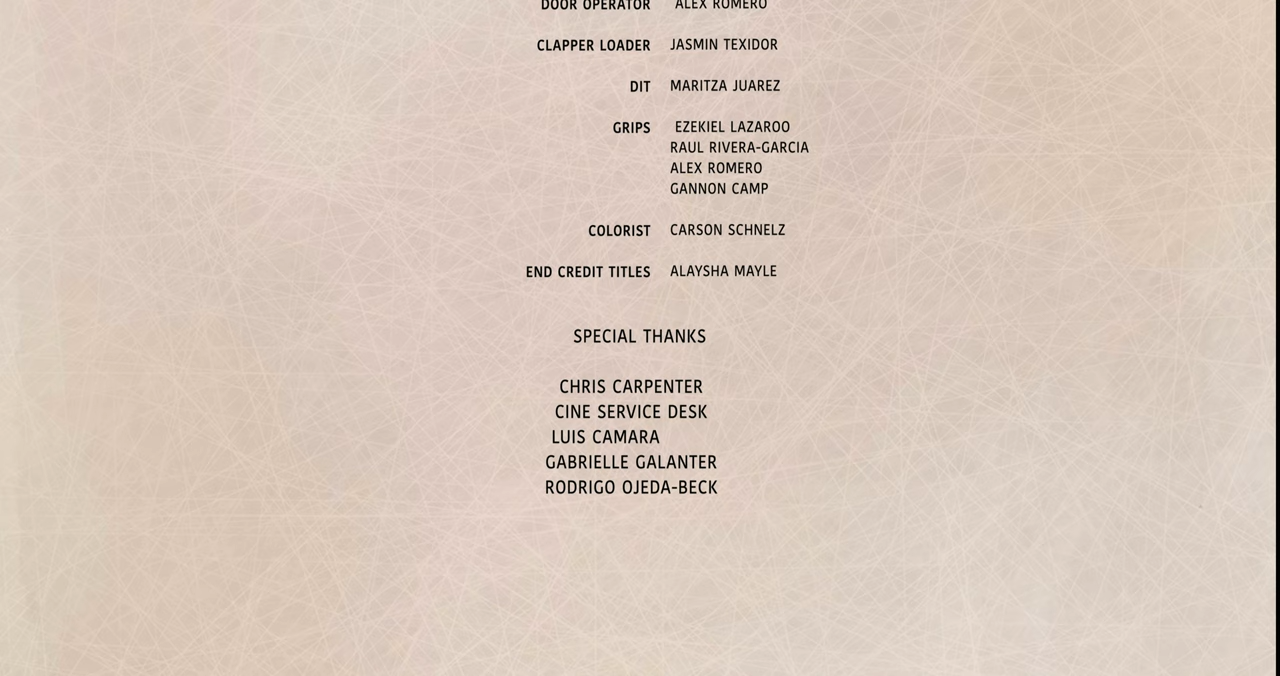 DOOR OPERATOR ALEX ROMERO
CLAPPER LOADER JASMIN TEXIDOR
DIT MARITZA JUAREZ
GRIPS EZEKIEL LAZAROO
RAUL RIVERA-GARCIA
ALEX ROMERO
GANNON CAMP
COLORIST CARSON SCHNELZ
END CREDIT TITLES ALAYSHA MAYLE
SPECIAL THANKS
CHRIS CARPENTER
CINE SERVICE DESK
LUIS CAMARA
GABRIELLE GALANTER
RODRIGO OJEDA-BECK